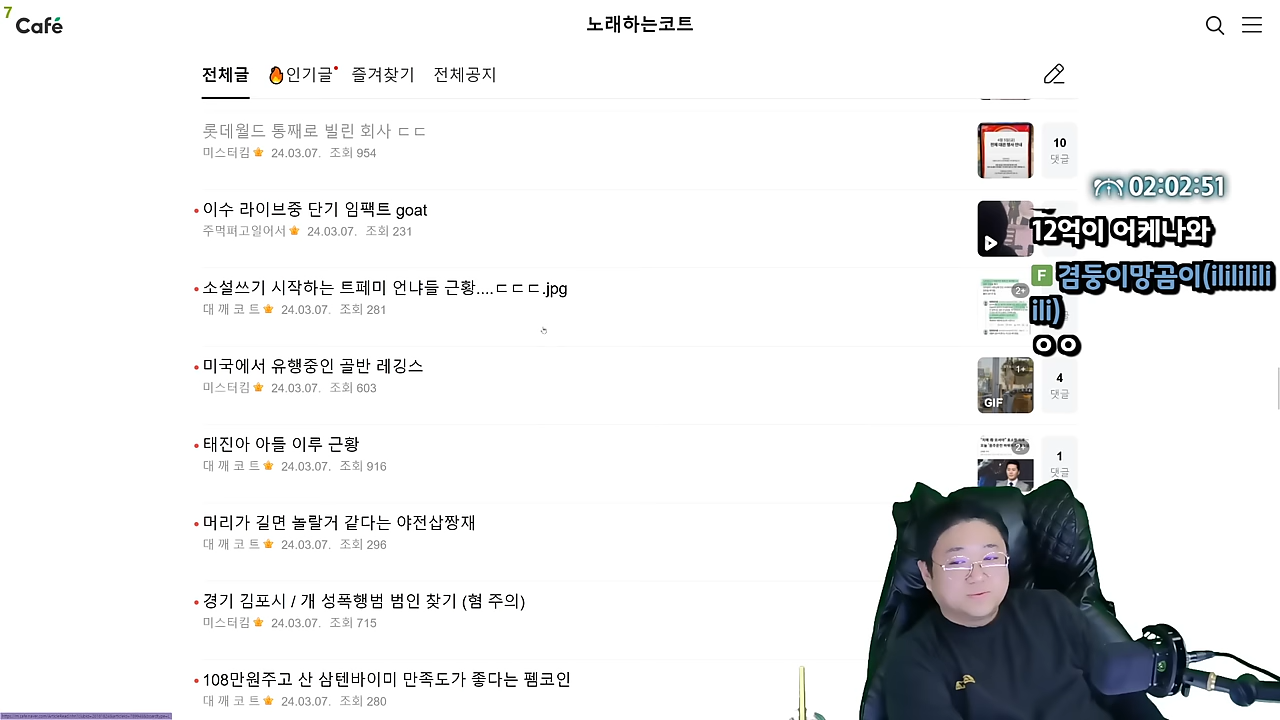 7
Café
노래하는코트
전체글 🔥인기글 즐겨찾기 전체공지
롯데월드 통째로 빌린 회사 ㄷㄷ
미스터킴 24.03.07. 조회 954
10
댓글
02:02:51
이수 라이브중 단기 임팩트 goat
주먹펴고일어서 24.03.07. 조회 231
12억이 어케나와
F 겸둥이망곰이(ilililili
ili)
ㅇㅇ
소설쓰기 시작하는 트페미 언냐들 근황....ㄷㄷㄷ.jpg
대 깨 코 트 24.03.07.
2+
미국에서 유행중인 골반 레깅스
미스터킴 24.03.07. 조회 603
1+
GIF
4
댓글
태진아 아들 이루 근황
대 깨 코 트 24.03.07. 조회 916
2+
1
댓글
머리가 길면 놀랄거 같다는 야전삽짱재
대 깨 코 트 24.03.07. 조회 296
경기 김포시 / 개 성폭행범 범인 찾기 (혐 주의)
미스터킴 24.03.07. 조회 715
108만원주고 산 삼텐바이미 만족도가 좋다는 펨코인
대 깨 코 트 24.03.07. 조회 280